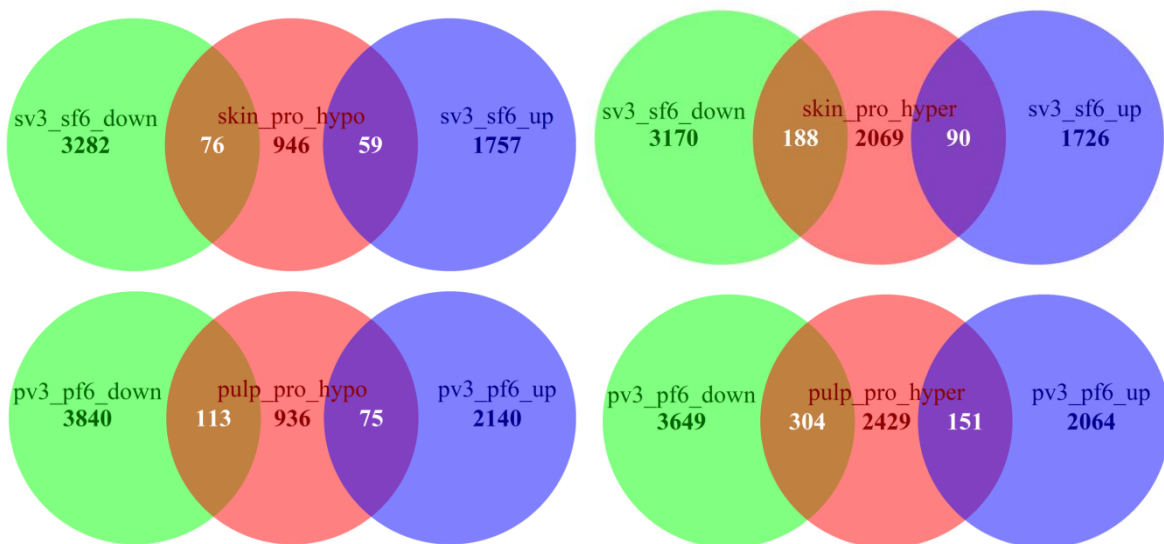 sv3_sf6_down skin_pro_hypo sv3_sf6_up
3282 76 946 59 1757
sv3_sf6_down skin_pro_hyper sv3_sf6_up
3170 188 2069 90 1726
pv3_pf6_down pulp_pro_hypo pv3_pf6_up
3840 113 936 75 2140
pv3_pf6_down pulp_pro_hyper pv3_pf6_up
3649 304 2429 151 2064